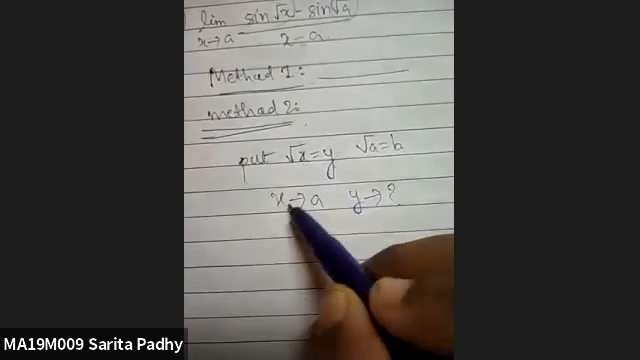 lim sin√x - sin√a
x→a x - a
Method 1:
method 2:
put √x = y √a = b
x → a y → ?
MA19M009 Sarita Padhy